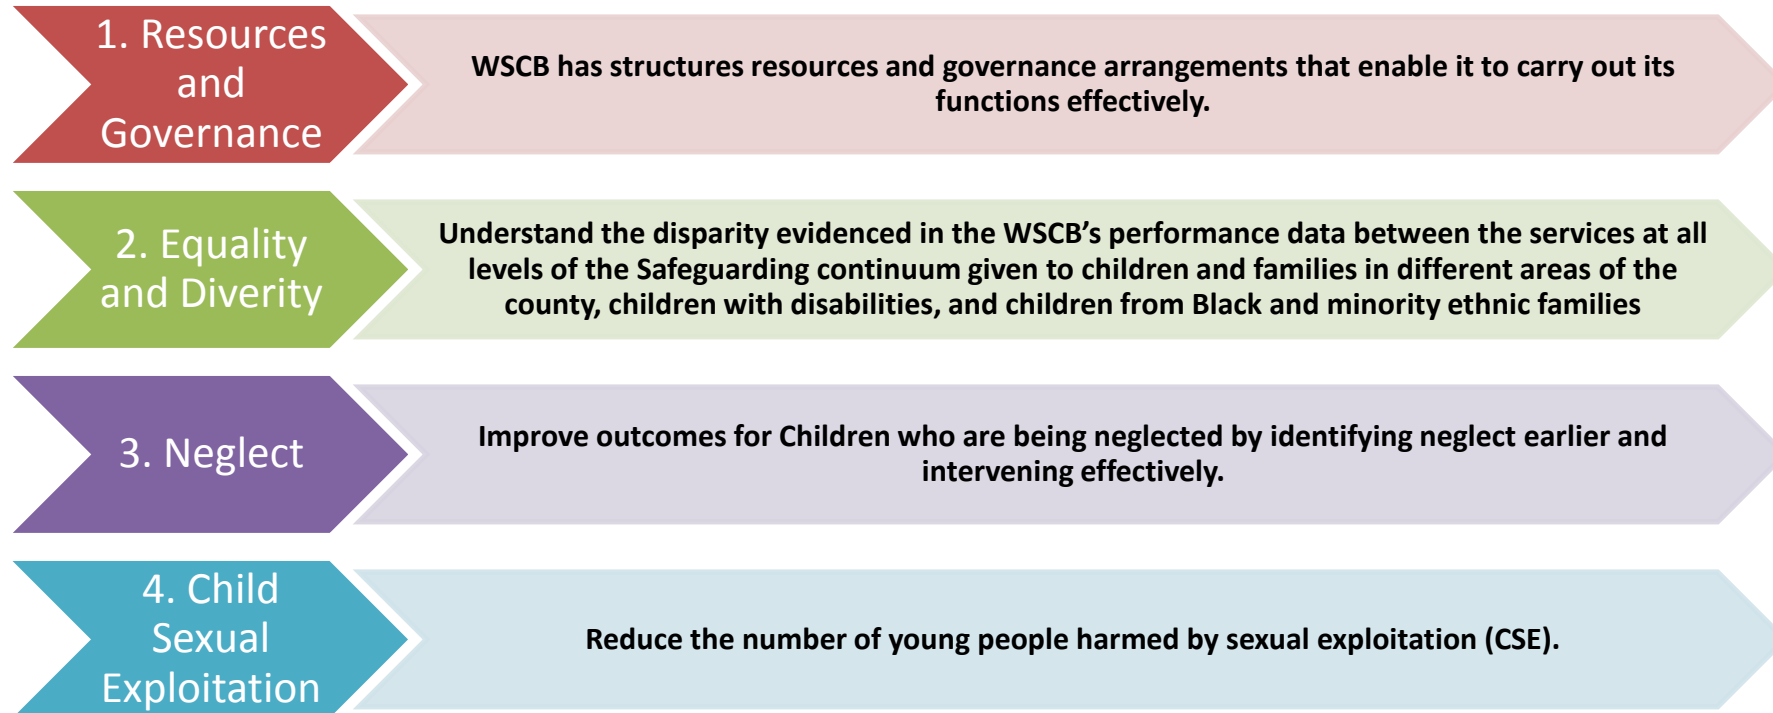 1. Resources
and
Governance
WSCB has structures resources and governance arrangements that enable it to carry out its
functions effectively.
2. Equality
and Diverity
Understand the disparity evidenced in the WSCB’s performance data between the services at all
levels of the Safeguarding continuum given to children and families in different areas of the
county, children with disabilities, and children from Black and minority ethnic families
3. Neglect
Improve outcomes for Children who are being neglected by identifying neglect earlier and
intervening effectively.
4. Child
Sexual
Exploitation
Reduce the number of young people harmed by sexual exploitation (CSE).